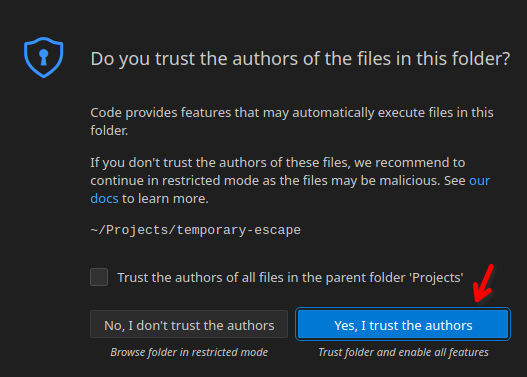 Do you trust the authors of the files in this folder?
Code provides features that may automatically execute files in this
folder.
If you don't trust the authors of these files, we recommend to
continue in restricted mode as the files may be malicious. See our
docs to learn more.
~/Projects/temporary-escape
Trust the authors of all files in the parent folder 'Projects'
No, I don't trust the authors
Yes, I trust the authors
Browse folder in restricted mode
Trust folder and enable all features